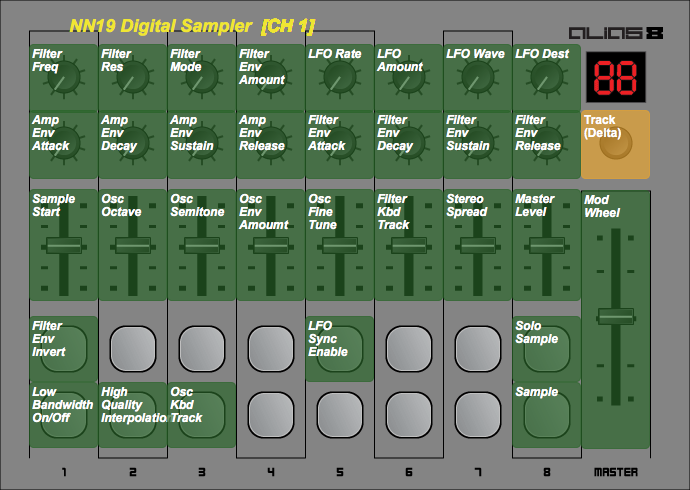 NN19 Digital Sampler [CH 1]
ALIAS 8
Filter Freq
Filter Res
Filter Mode
Filter Env Amount
LFO Rate
LFO Amount
LFO Wave
LFO Dest
88
Amp Env Attack
Amp Env Decay
Amp Env Sustain
Amp Env Release
Filter Env Attack
Filter Env Decay
Filter Env Sustain
Filter Env Release
Track (Delta)
Sample Start
Osc Octave
Osc Semitone
Osc Env Amoumt
Osc Fine Tune
Filter Kbd Track
Stereo Spread
Master Level
Mod Wheel
Filter Env Invert
LFO Sync Enable
Solo Sample
Low Bandwidth On/Off
High Quality Interpolatio
Osc Kbd Track
Sample
1 2 3 4 5 6 7 8 MASTER